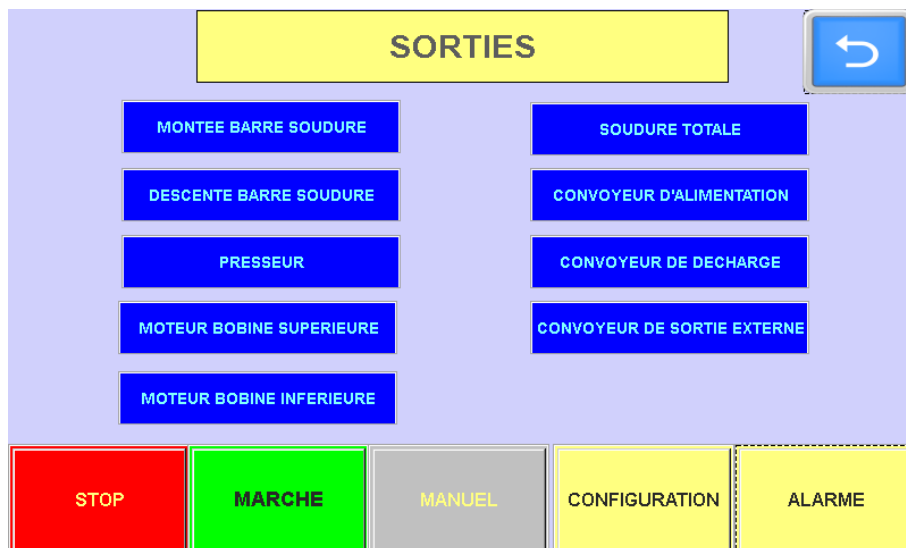 SORTIES
MONTEE BARRE SOUDURE
SOUDURE TOTALE
DESCENTE BARRE SOUDURE
CONVOYEUR D'ALIMENTATION
PRESSEUR
CONVOYEUR DE DECHARGE
MOTEUR BOBINE SUPERIEURE
CONVOYEUR DE SORTIE EXTERNE
MOTEUR BOBINE INFERIEURE
STOP
MARCHE
MANUEL
CONFIGURATION
ALARME